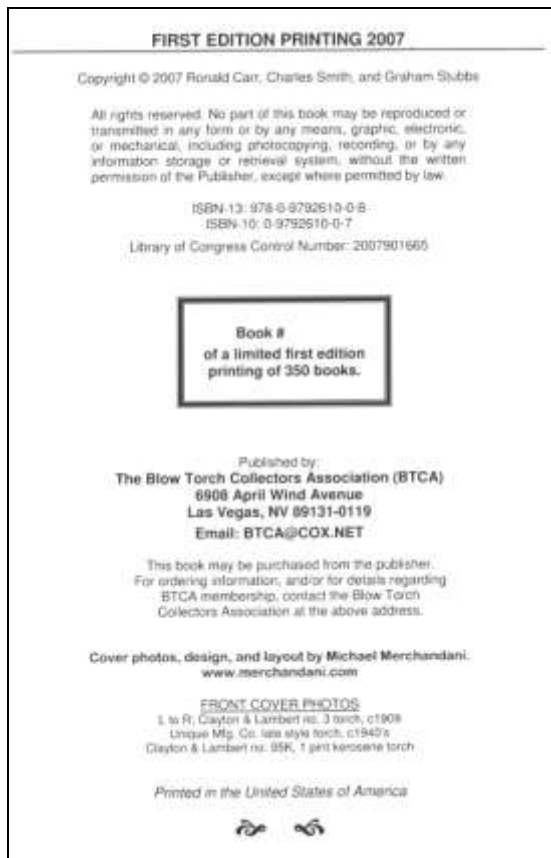 FIRST EDITION PRINTING 2007
Copyright © 2007 Ronald Carr, Charles Smith, and Graham Stubbs
All rights reserved. No part of this book may be reproduced or
transmitted in any form or by any means, graphic, electronic,
or mechanical, including photocopying, recording, or by any
information storage or retrieval system, without the written
permission of the Publisher, except where permitted by law.
ISBN-13: 978-0-9792610-0-8
ISBN-10: 0-9792610-0-7
Library of Congress Control Number: 2007901665
Book #
of a limited first edition
printing of 350 books.
Published by:
The Blow Torch Collectors Association (BTCA)
6908 April Wind Avenue
Las Vegas, NV 89131-0119
Email: BTCA@COX.NET
This book may be purchased from the publisher.
For ordering information, and/or for details regarding
BTCA membership, contact the Blow Torch
Collectors Association at the above address.
Cover photos, design, and layout by Michael Merchandani.
www.merchandani.com
FRONT COVER PHOTOS
L to R; Clayton & Lambert no. 3 torch, c1909
Unique Mfg. Co. late style torch, c1940's
Clayton & Lambert no. 95K, 1 pint kerosene torch
Printed in the United States of America